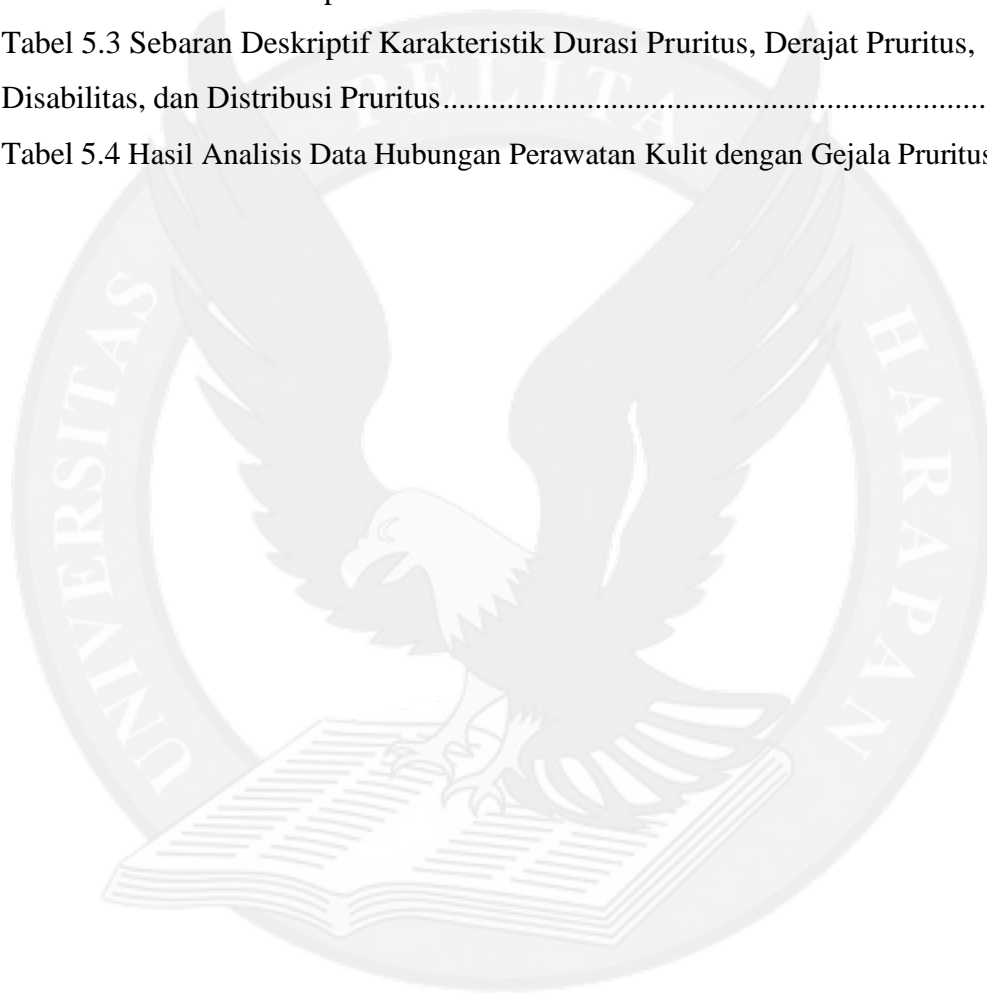 Tabel 5.3 Sebaran Deskriptif Karakteristik Durasi Pruritus, Derajat Pruritus,
Disabilitas, dan Distribusi Pruritus.....................................................................
Tabel 5.4 Hasil Analisis Data Hubungan Perawatan Kulit dengan Gejala Pruritus
UNIVERSITAS PELITA HARAPAN